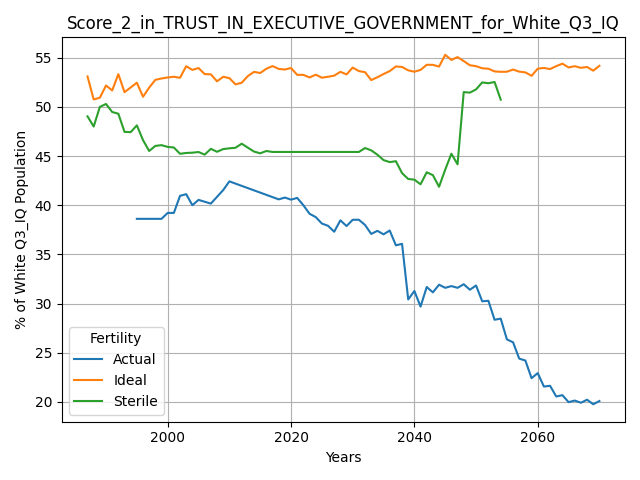 Score_2_in_TRUST_IN_EXECUTIVE_GOVERNMENT_for_White_Q3_IQ
% of White Q3_IQ Population
55
50
45
40
35
30
25
20
Fertility
Actual
Ideal
Sterile
2000
2020
2040
2060
Years